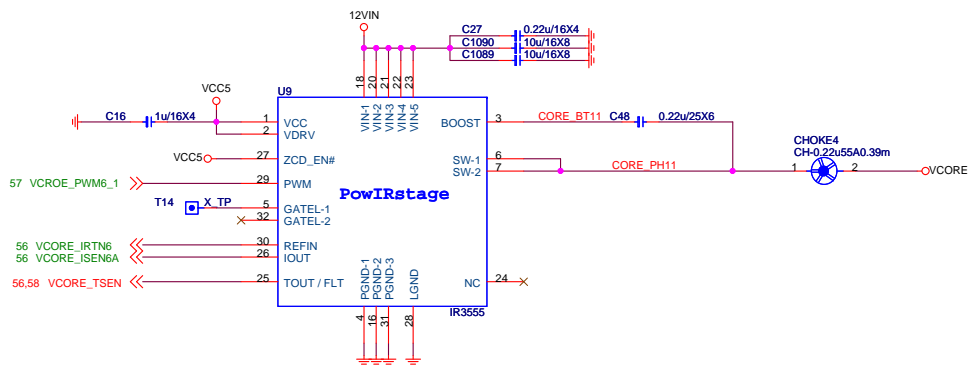 12VIN
C27 0.22u/16X4
C1090 10u/16X8
C1089 10u/16X8
18 20 21 22 23
VCC5
U9
VIN-1 VIN-2 VIN-3 VIN-4 VIN-5
C16 1u/16X4
1 VCC
2 VDRV
BOOST 3 CORE_BT11 C48 0.22u/25X6
VCC5
27 ZCD_EN#
SW-1 6
SW-2 7 CORE_PH11
CHOKE4
CH-0.22u55A0.39m
1 2 VCORE
57 VCROE_PWM6_1 29 PWM
PowIRstage
T14 X_TP 5 GATEL-1
32 GATEL-2
56 VCORE_IRTN6 30 REFIN
56 VCORE_ISEN6A 26 IOUT
56,58 VCORE_TSEN 25 TOUT / FLT
PGND-1 PGND-2 PGND-3 LGND
NC 24
IR3555
4 16 31 28